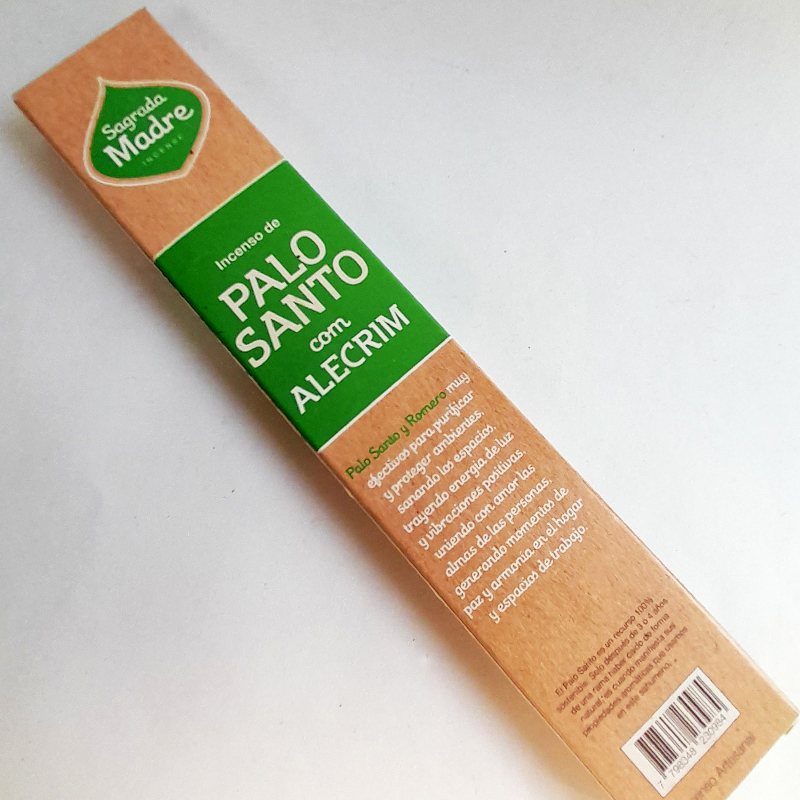 Sagrada
Madre
INCENSE
Incenso de
PALO
SANTO
com
ALECRIM
Palo Santo y Romero muy
efectivos para purificar
y proteger ambientes,
sanando los espacios,
trayendo energía de luz
y vibraciones positivas,
uniendo con amor las
almas de las personas,
generando momentos de
paz y armonía en el hogar
y espacios de trabajo.
El Palo Santo es un recurso 100%
sostenible. Solo después de 3 ó 4 años
de una rama haber caído de forma
natural, es cuando manifiesta sus
propiedades aromáticas que usamos
en este sahumerio.
7 798348 230984
Artesanal